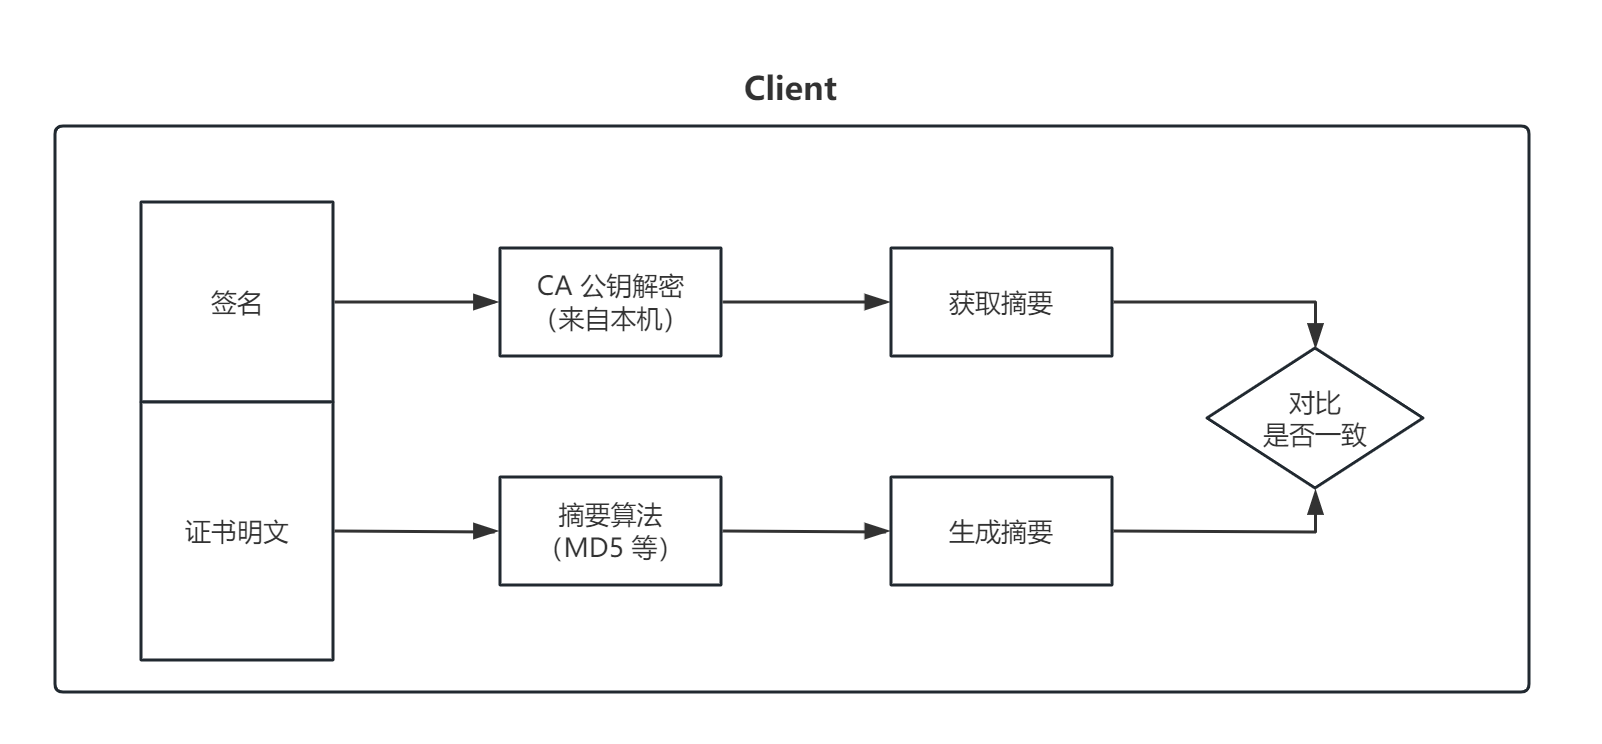 Client
签名
CA 公钥解密
（来自本机）
获取摘要
对比
是否一致
证书明文
摘要算法
（MD5 等）
生成摘要